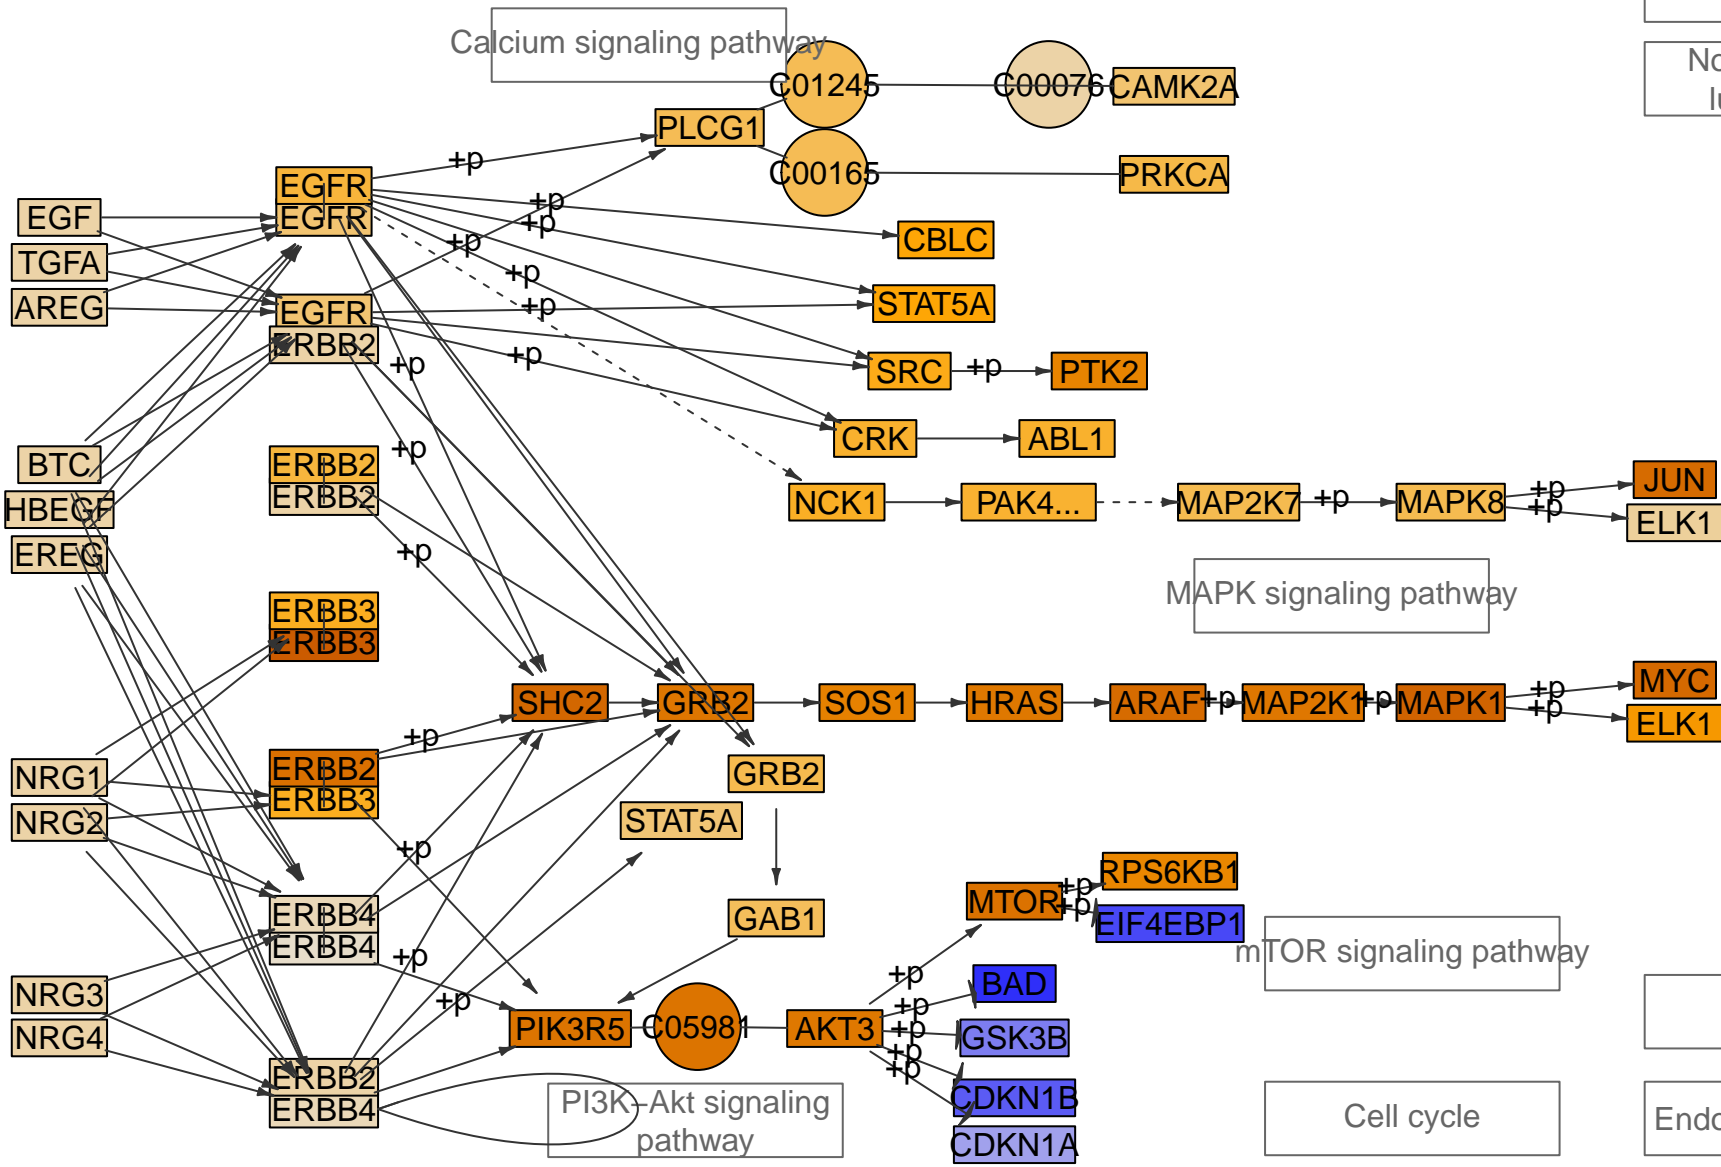 Calcium signaling pathway
C01245
C00076
CAMK2A
No
lu
PLCG1
+p
C00165
PRKCA
EGFR
EGFR
EGF
+p
+p
CBLC
TGFA
+p
+p
AREG
EGFR
+p
STAT5A
ERBB2
+p
+p
SRC
+p
PTK2
CRK
ABL1
+p
BTC
ERBB2
ERBB2
HBEGF
NCK1
PAK4...
MAP2K7
+p
MAPK8
+p
+p
JUN
ELK1
EREG
+p
MAPK signaling pathway
ERBB3
ERBB3
SHC2
GRB2
SOS1
HRAS
ARAF
+p
MAP2K1
+p
MAPK1
+p
+p
MYC
ELK1
+p
NRG1
ERBB2
ERBB3
GRB2
NRG2
STAT5A
+p
RPS6KB1
+p
+p
MTOR
EIF4EBP1
ERBB4
ERBB4
GAB1
mTOR signaling pathway
+p
+p
BAD
NRG3
+p
+p
NRG4
PIK3R5
C05981
AKT3
+p
GSK3B
+p
+p
ERBB2
ERBB4
PI3K−Akt signaling
pathway
CDKN1B
CDKN1A
Cell cycle
Endo